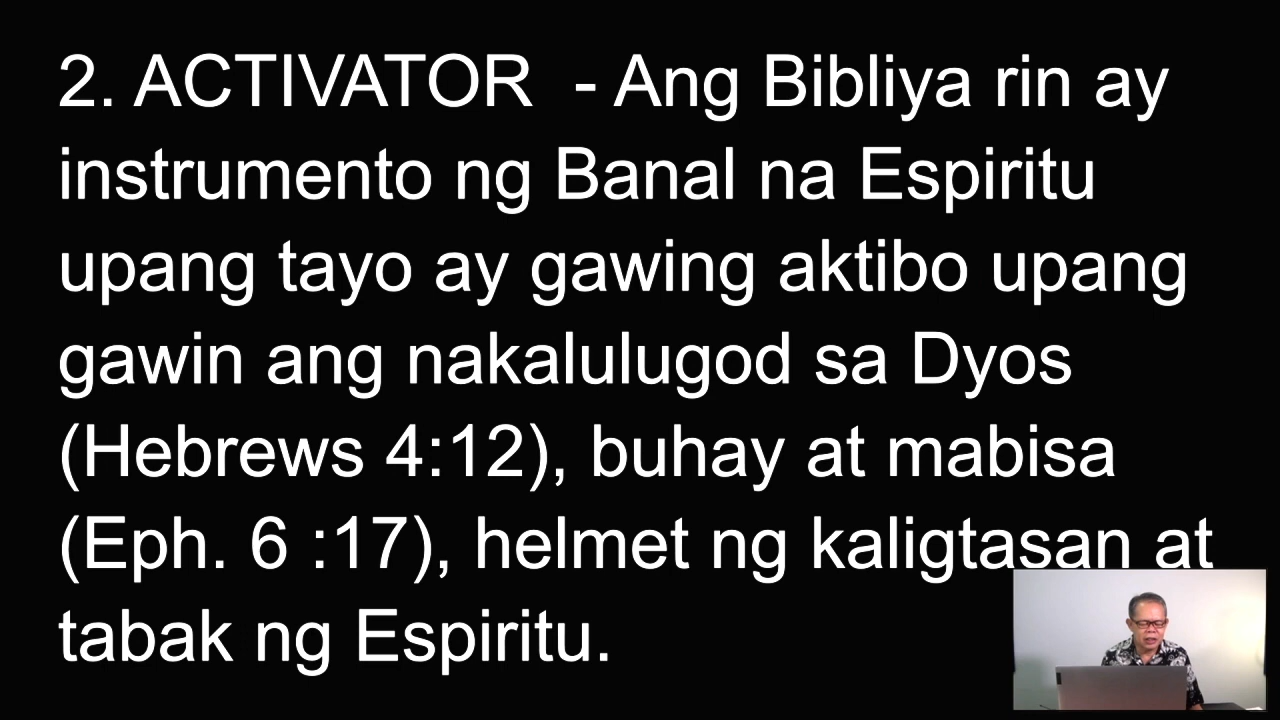 2. ACTIVATOR - Ang Bibliya rin ay
instrumento ng Banal na Espiritu
upang tayo ay gawing aktibo upang
gawin ang nakalulugod sa Dyos
(Hebrews 4:12), buhay at mabisa
(Eph. 6 :17), helmet ng kaligtasan at
tabak ng Espiritu.